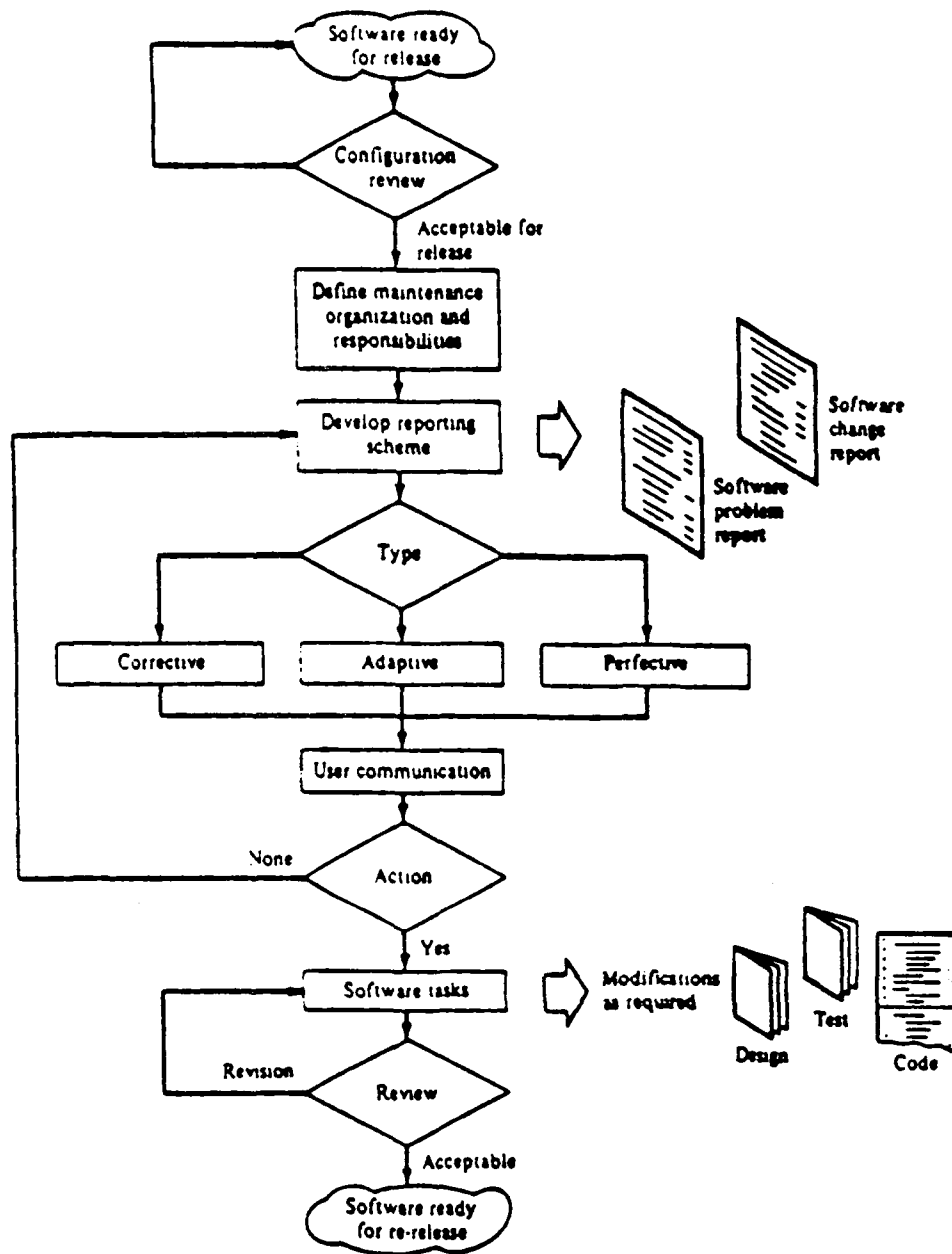 Software ready
for release
Configuration
review
Acceptable for
release
Define maintenance
organization and
responsibilities
Develop reporting
scheme
Software
change
report
Software
problem
report
Type
Corrective
Adaptive
Perfective
User communication
None
Action
Yes
Software tasks
Modifications
as required
Design
Test
Code
Revision
Review
Acceptable
Software ready
for re-release